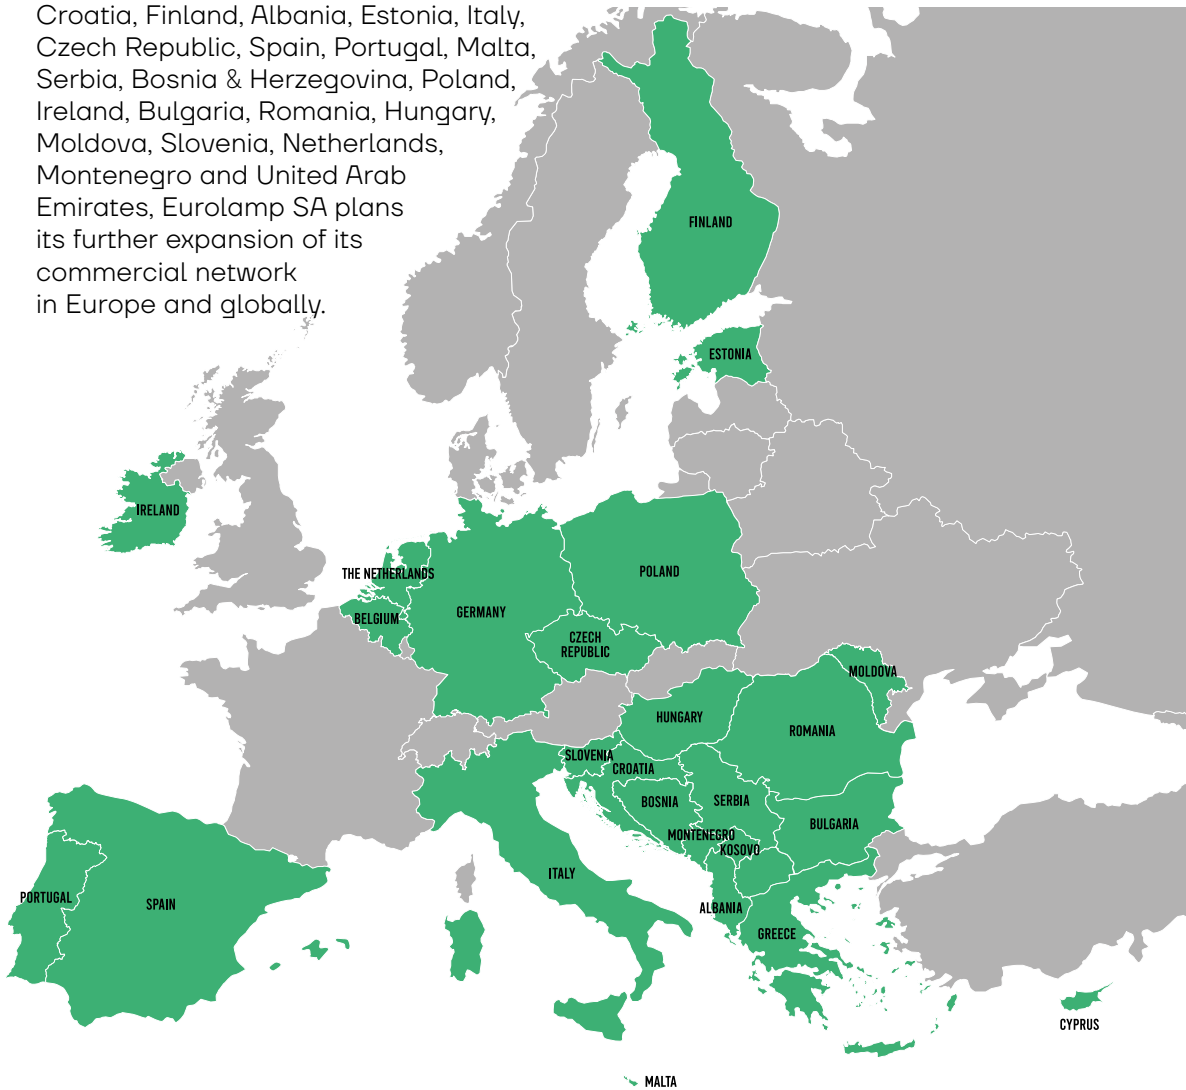 Croatia, Finland, Albania, Estonia, Italy,
Czech Republic, Spain, Portugal, Malta,
Serbia, Bosnia & Herzegovina, Poland,
Ireland, Bulgaria, Romania, Hungary,
Moldova, Slovenia, Netherlands,
Montenegro and United Arab
Emirates, Eurolamp SA plans
its further expansion of its
commercial network
in Europe and globally.
FINLAND
ESTONIA
IRELAND
THE NETHERLANDS
POLAND
BELGIUM
GERMANY
CZECH
REPUBLIC
MOLDOVA
HUNGARY
ROMANIA
SLOVENIA
CROATIA
BOSNIA
SERBIA
BULGARIA
MONTENEGRO
KOSOVO
ITALY
PORTUGAL
SPAIN
ALBANIA
GREECE
CYPRUS
MALTA